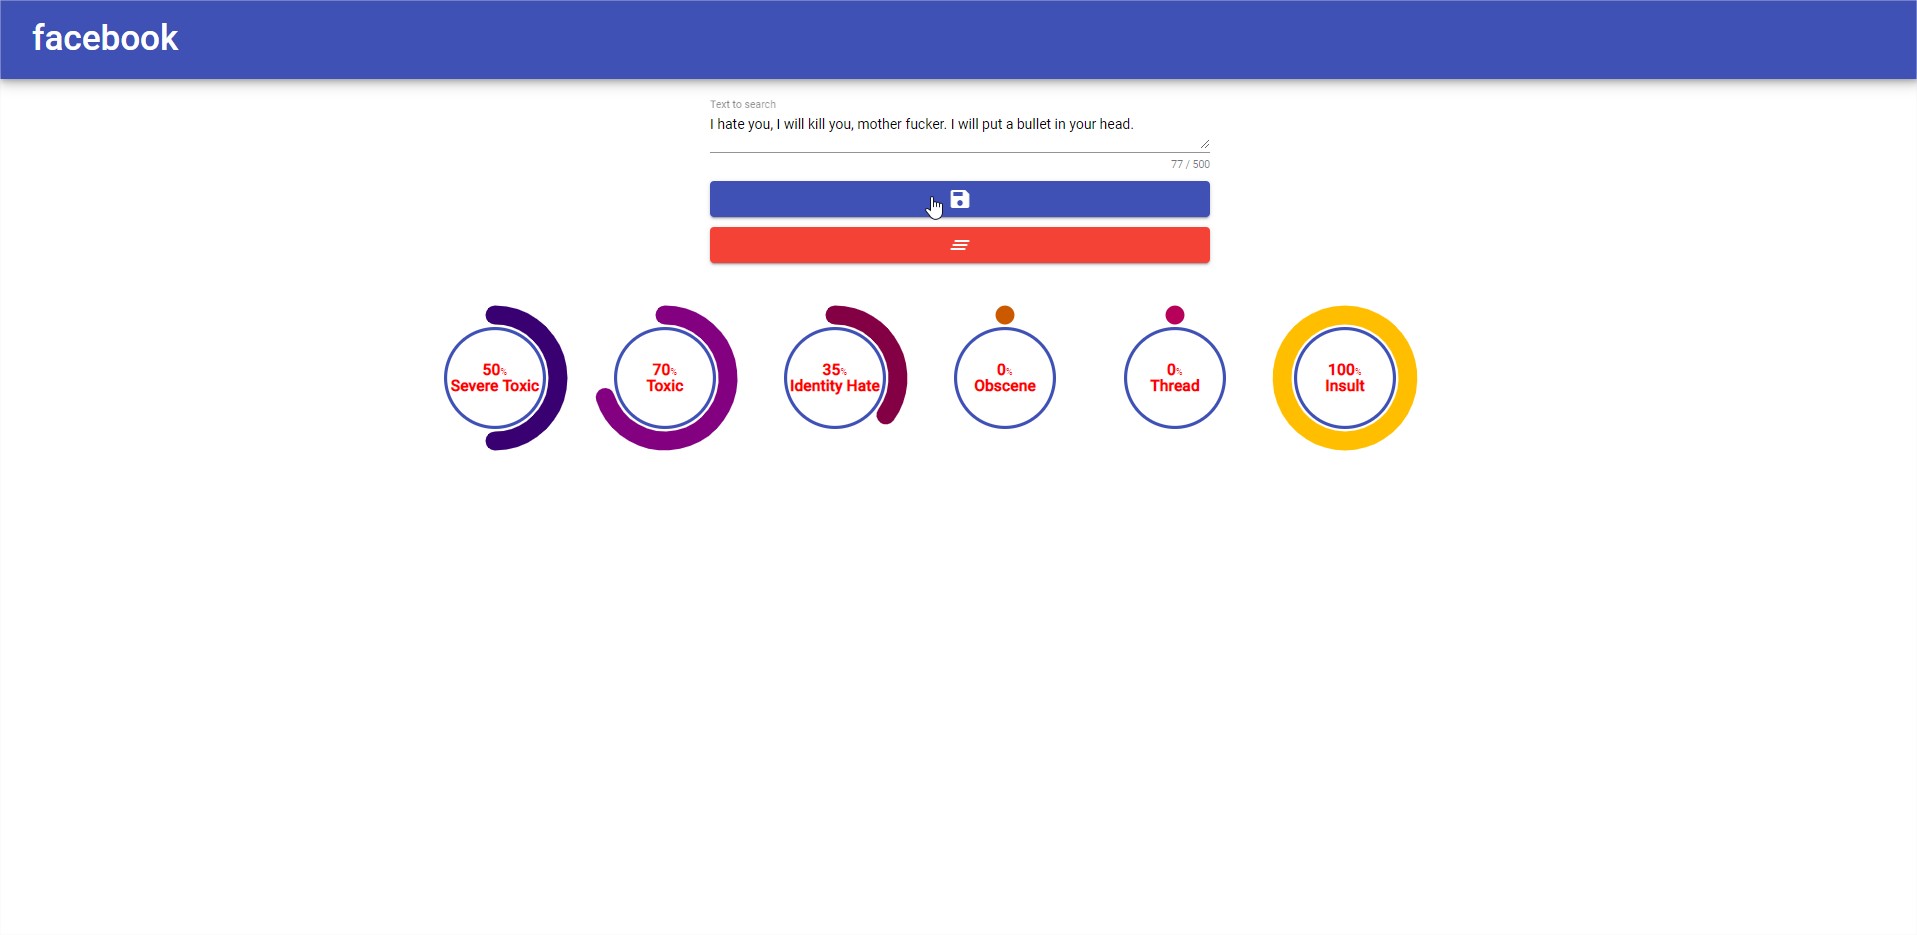 facebook
Text to search
I hate you, I will kill you, mother fucker. I will put a bullet in your head.
77 / 500
50%
Severe Toxic
70%
Toxic
35%
Identity Hate
0%
Obscene
0%
Thread
100%
Insult